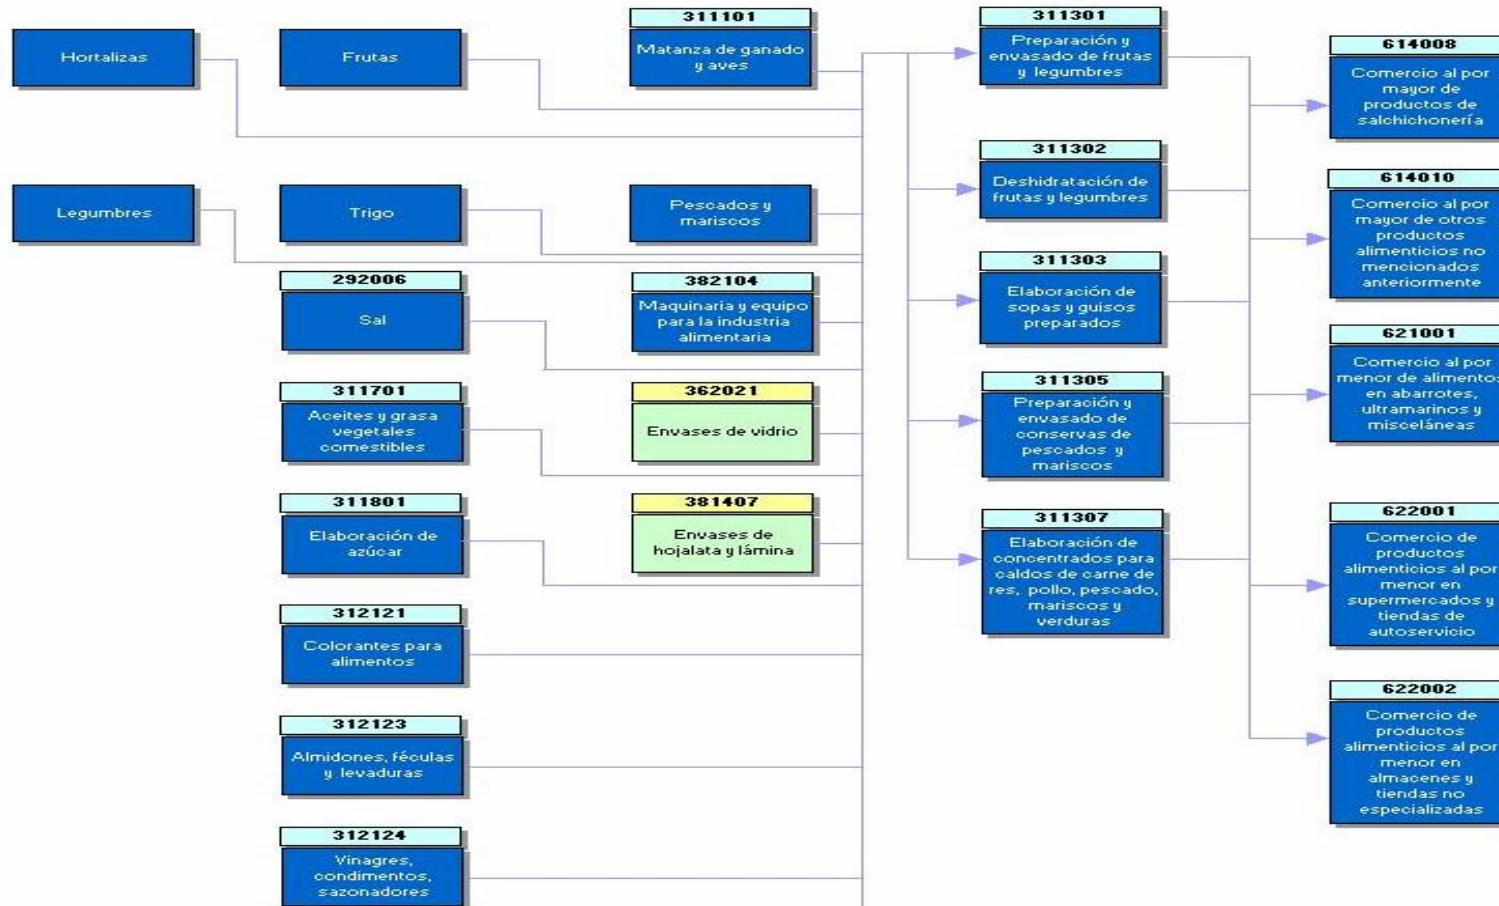 Hortalizas
Frutas
311101
Matanza de ganado
y aves
Legumbres
Trigo
Pescados y
mariscos
292006
Sal
382104
Maquinaria y equipo
para la industria
alimentaria
311701
Aceites y grasa
vegetales
comestibles
362021
Envases de vidrio
311801
Elaboración de
azúcar
381407
Envases de
hojalata y lámina
312121
Colorantes para
alimentos
312123
Almidones, féculas
y levaduras
312124
Vinagres,
condimentos,
sazonadores
311301
Preparación y
envasado de frutas
y legumbres
311302
Deshidratación de
frutas y legumbres
311303
Elaboración de
sopas y guisos
preparados
311305
Preparación y
envasado de
conservas de
pescados y
mariscos
311307
Elaboración de
concentrados para
caldos de carne de
res, pollo, pescado,
mariscos y
verduras
614008
Comercio al por
mayor de
productos de
salchichonería
614010
Comercio al por
mayor de otros
productos
alimenticios no
mencionados
anteriormente
621001
Comercio al por
menor de alimentos
en abarrotes,
ultramarinos y
misceláneas
622001
Comercio de
productos
alimenticios al por
menor en
supermercados y
tiendas de
autoservicio
622002
Comercio de
productos
alimenticios al por
menor en
almacenes y
tiendas no
especializadas